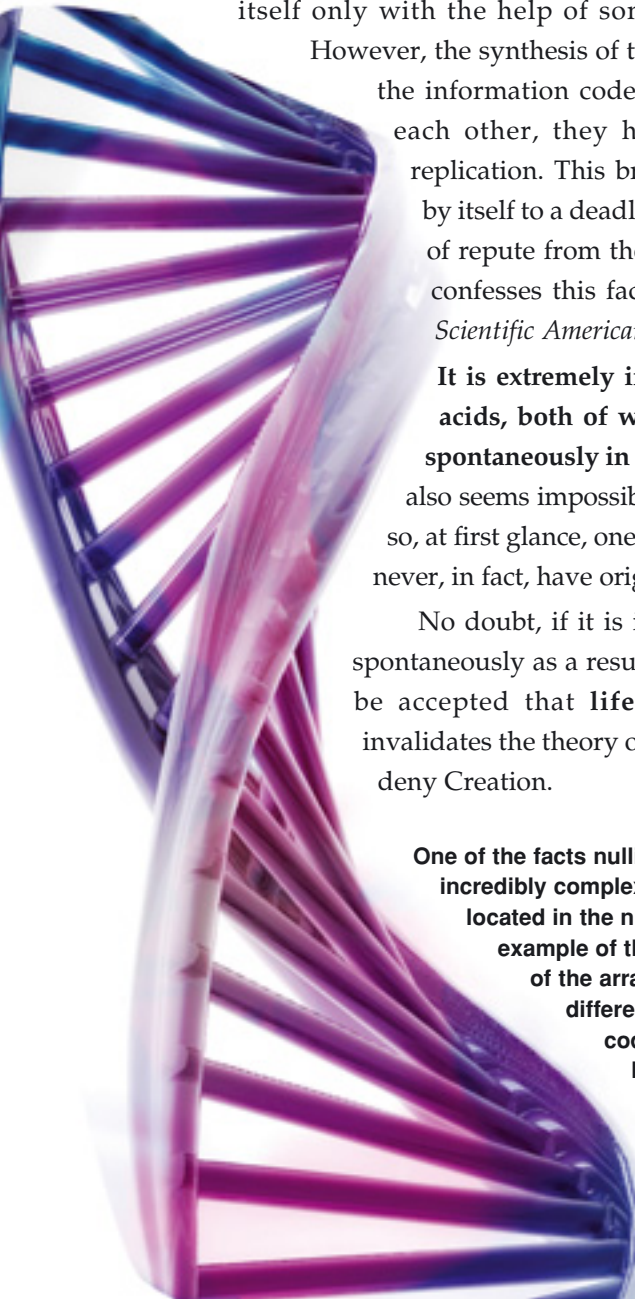 itself only with the help of som
However, the synthesis of t
the information code
each other, they h
replication. This br
by itself to a deadl
of repute from the
confesses this fac
Scientific American
It is extremely i
acids, both of w
spontaneously in
also seems impossib
so, at first glance, one
never, in fact, have orig
No doubt, if it is i
spontaneously as a resu
be accepted that life
invalidates the theory o
deny Creation.
One of the facts nulli
incredibly complex
located in the n
example of th
of the arra
differe
coc